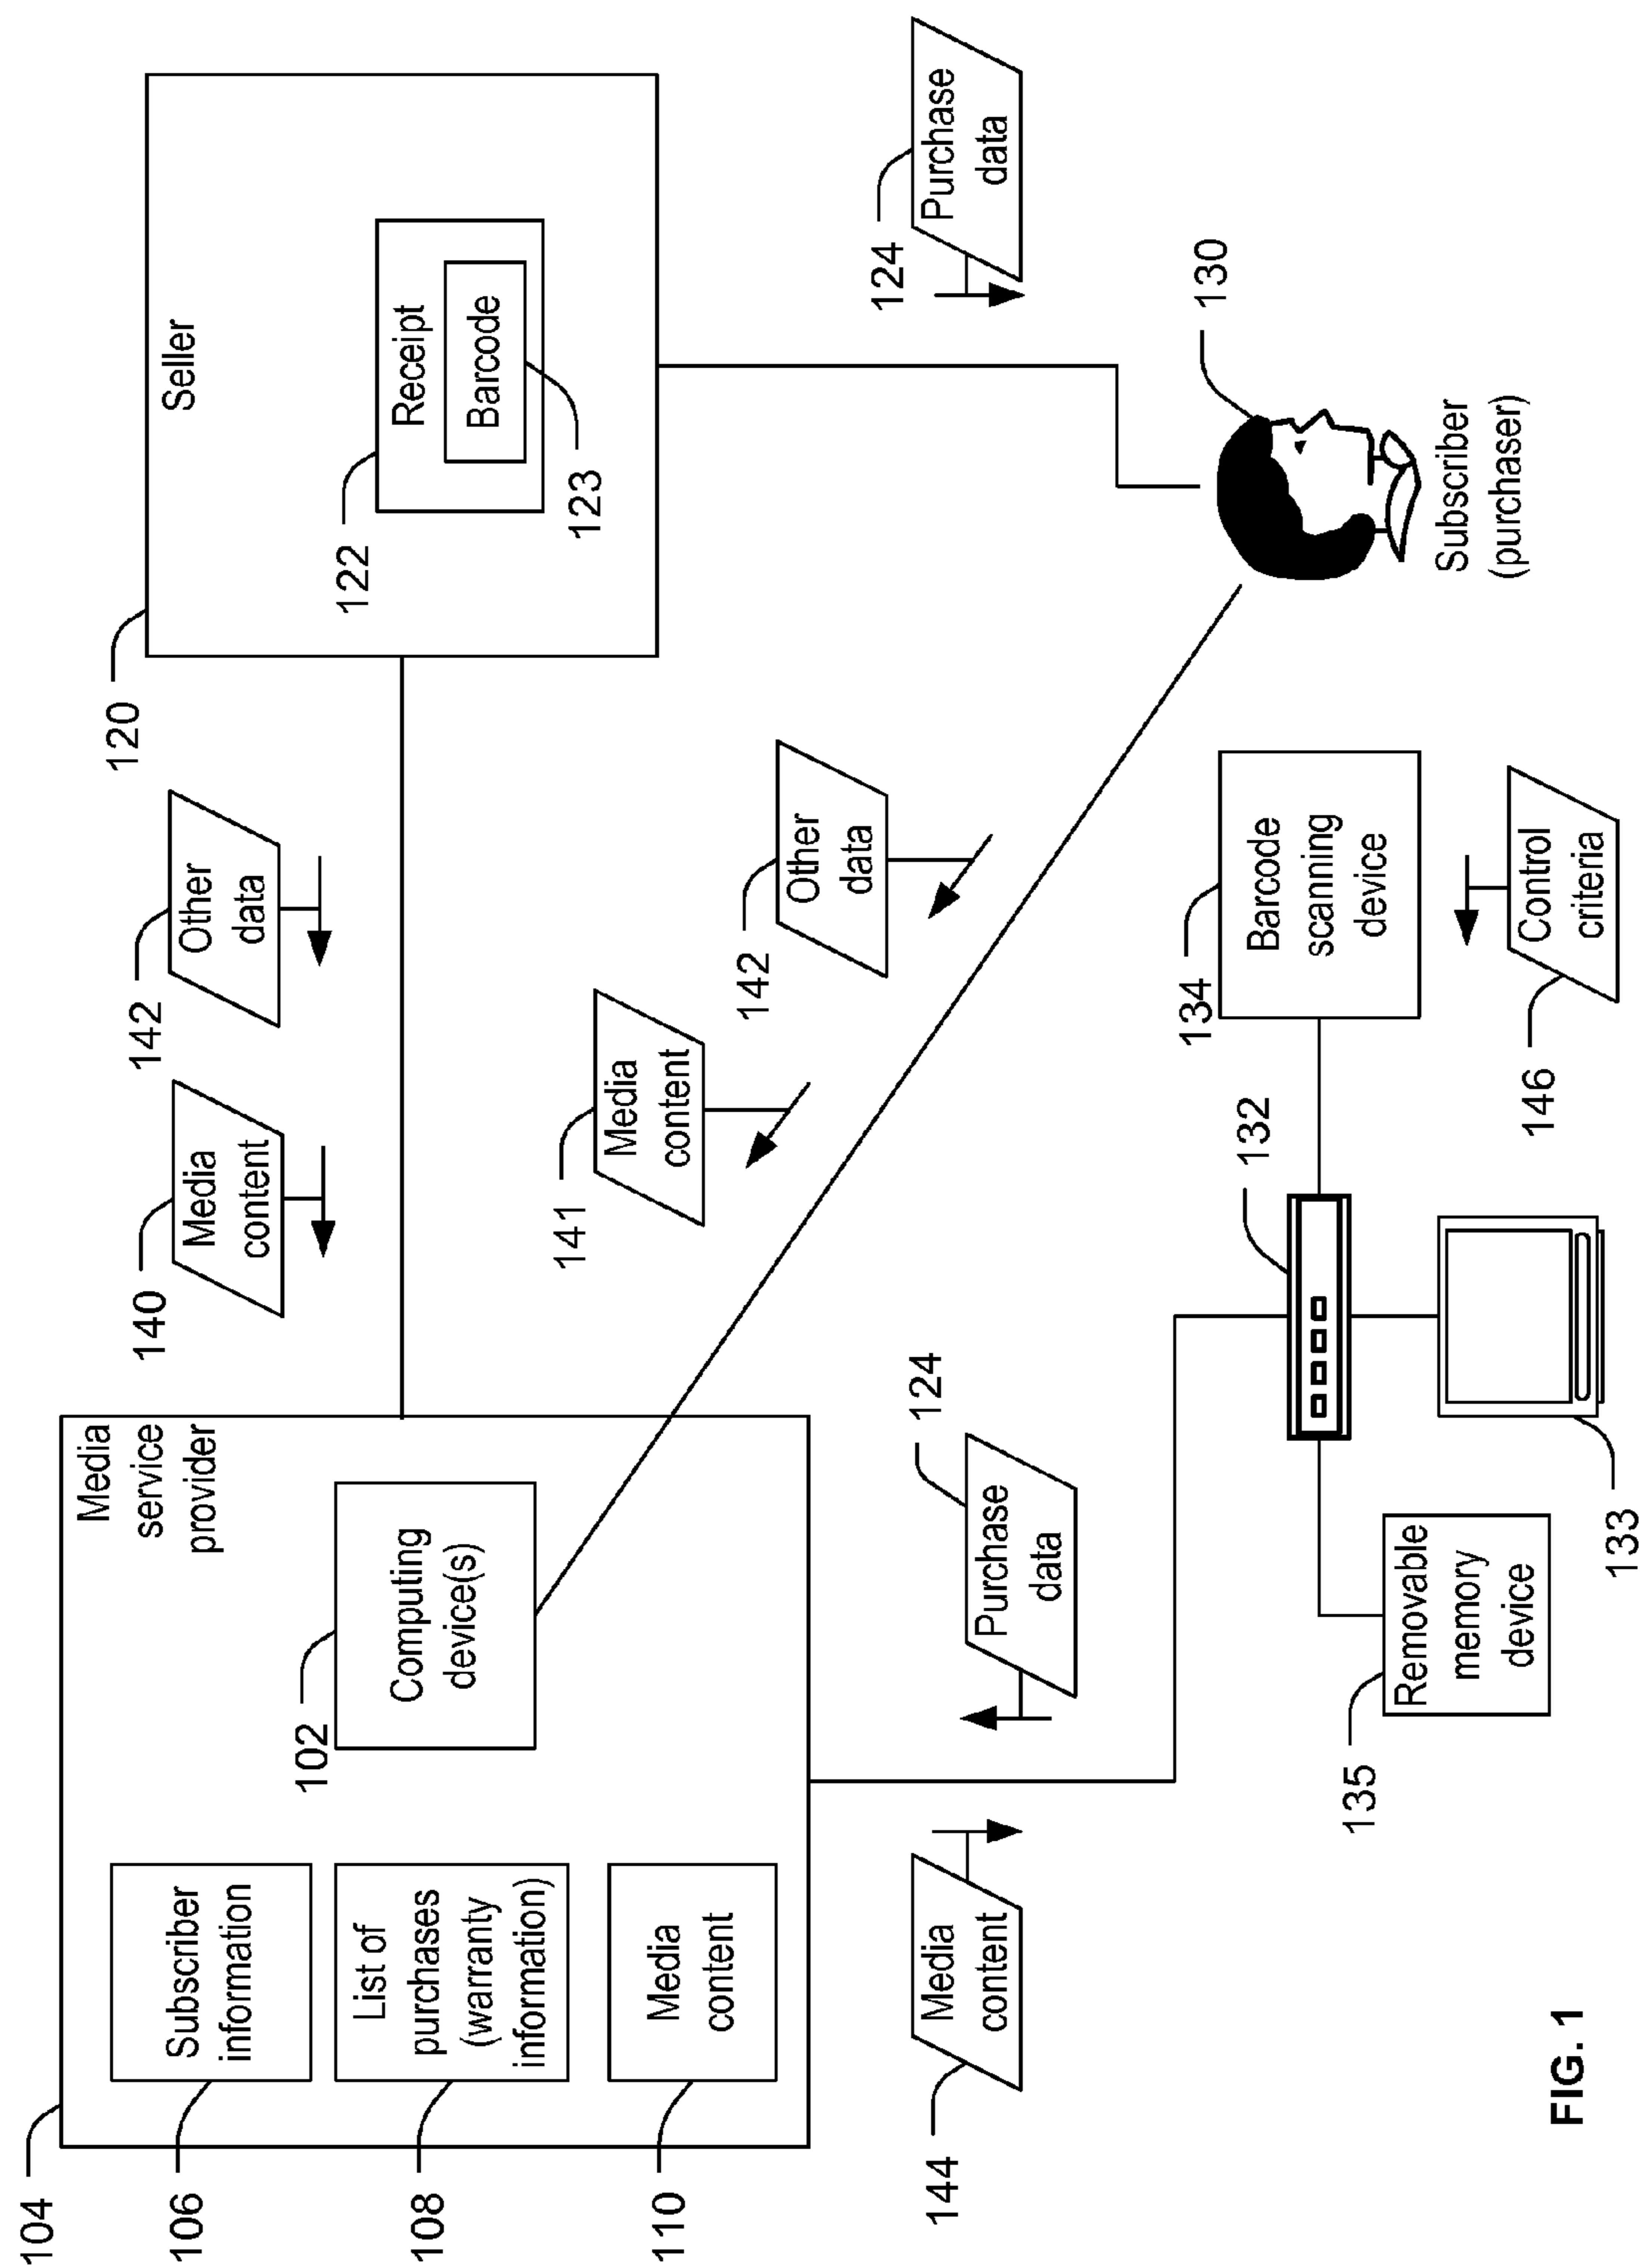 104
Media
service
provider
106
Subscriber
information
108
List of
purchases
(warranty
information)
110
Media
content
102
Computing
device(s)
140
Media
content
142
Other
data
120
Seller
122
Receipt
Barcode
123
141
Media
content
142
Other
data
124
Purchase
data
144
Media
content
124
Purchase
data
130
Subscriber
(purchaser)
132
134
Barcode
scanning
device
135
Removable
memory
device
133
146
Control
criteria
FIG. 1